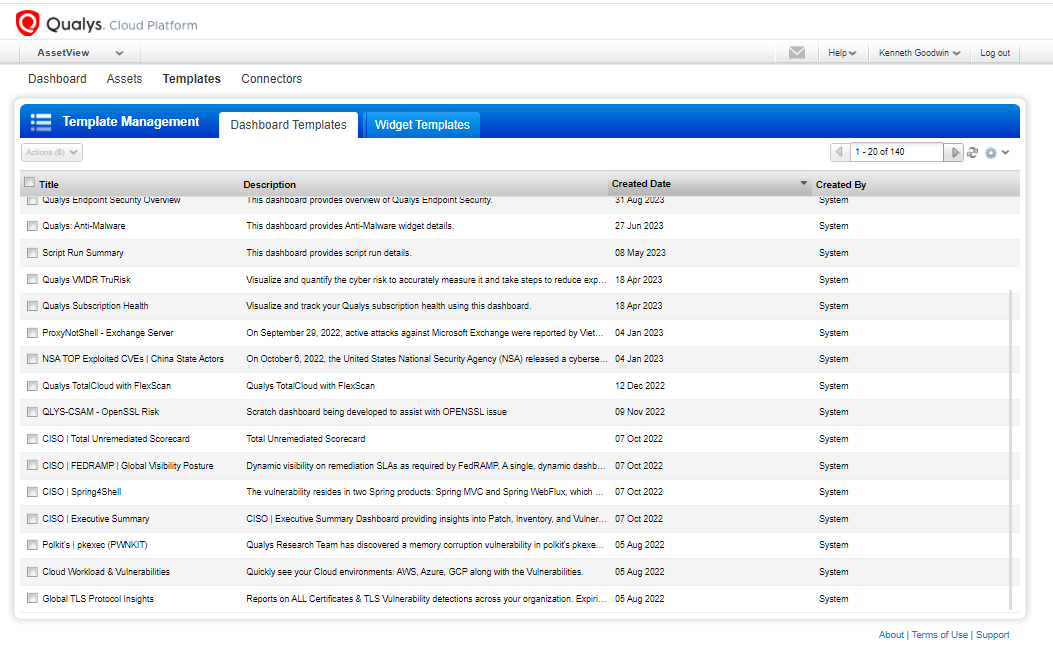 Qualys. Cloud Platform
AssetView Help Kenneth Goodwin Log out
Dashboard Assets Templates Connectors
Template Management Dashboard Templates Widget Templates
Actions (0) 1 - 20 of 140
Title Description Created Date Created By
Qualys Endpoint Security Overview This dashboard provides overview of Qualys Endpoint Security. 31 Aug 2023 System
Qualys: Anti-Malware This dashboard provides Anti-Malware widget details. 27 Jun 2023 System
Script Run Summary This dashboard provides script run details. 08 May 2023 System
Qualys VMDR TruRisk Visualize and quantify the cyber risk to accurately measure it and take steps to reduce exp... 18 Apr 2023 System
Qualys Subscription Health Visualize and track your Qualys subscription health using this dashboard. 18 Apr 2023 System
ProxyNotShell - Exchange Server On September 29, 2022, active attacks against Microsoft Exchange were reported by Viet... 04 Jan 2023 System
NSA TOP Exploited CVEs | China State Actors On October 6, 2022, the United States National Security Agency (NSA) released a cyberse... 04 Jan 2023 System
Qualys TotalCloud with FlexScan Qualys TotalCloud with FlexScan 12 Dec 2022 System
QLYS-CSAM - OpenSSL Risk Scratch dashboard being developed to assist with OPENSSL issue 09 Nov 2022 System
CISO | Total Unremediated Scorecard Total Unremediated Scorecard 07 Oct 2022 System
CISO | FEDRAMP | Global Visibility Posture Dynamic visibility on remediation SLAs as required by FedRAMP. A single, dynamic dashb... 07 Oct 2022 System
CISO | Spring4Shell The vulnerability resides in two Spring products: Spring MVC and Spring WebFlux, which ... 07 Oct 2022 System
CISO | Executive Summary CISO | Executive Summary Dashboard providing insights into Patch, Inventory, and Vulner... 07 Oct 2022 System
Polkit's | pkexec (PWNKIT) Qualys Research Team has discovered a memory corruption vulnerability in polkit's pkexe... 05 Aug 2022 System
Cloud Workload & Vulnerabilities Quickly see your Cloud environments: AWS, Azure, GCP along with the Vulnerabilities. 05 Aug 2022 System
Global TLS Protocol Insights Reports on ALL Certificates & TLS Vulnerability detections across your organization. Expiri... 05 Aug 2022 System
About | Terms of Use | Support